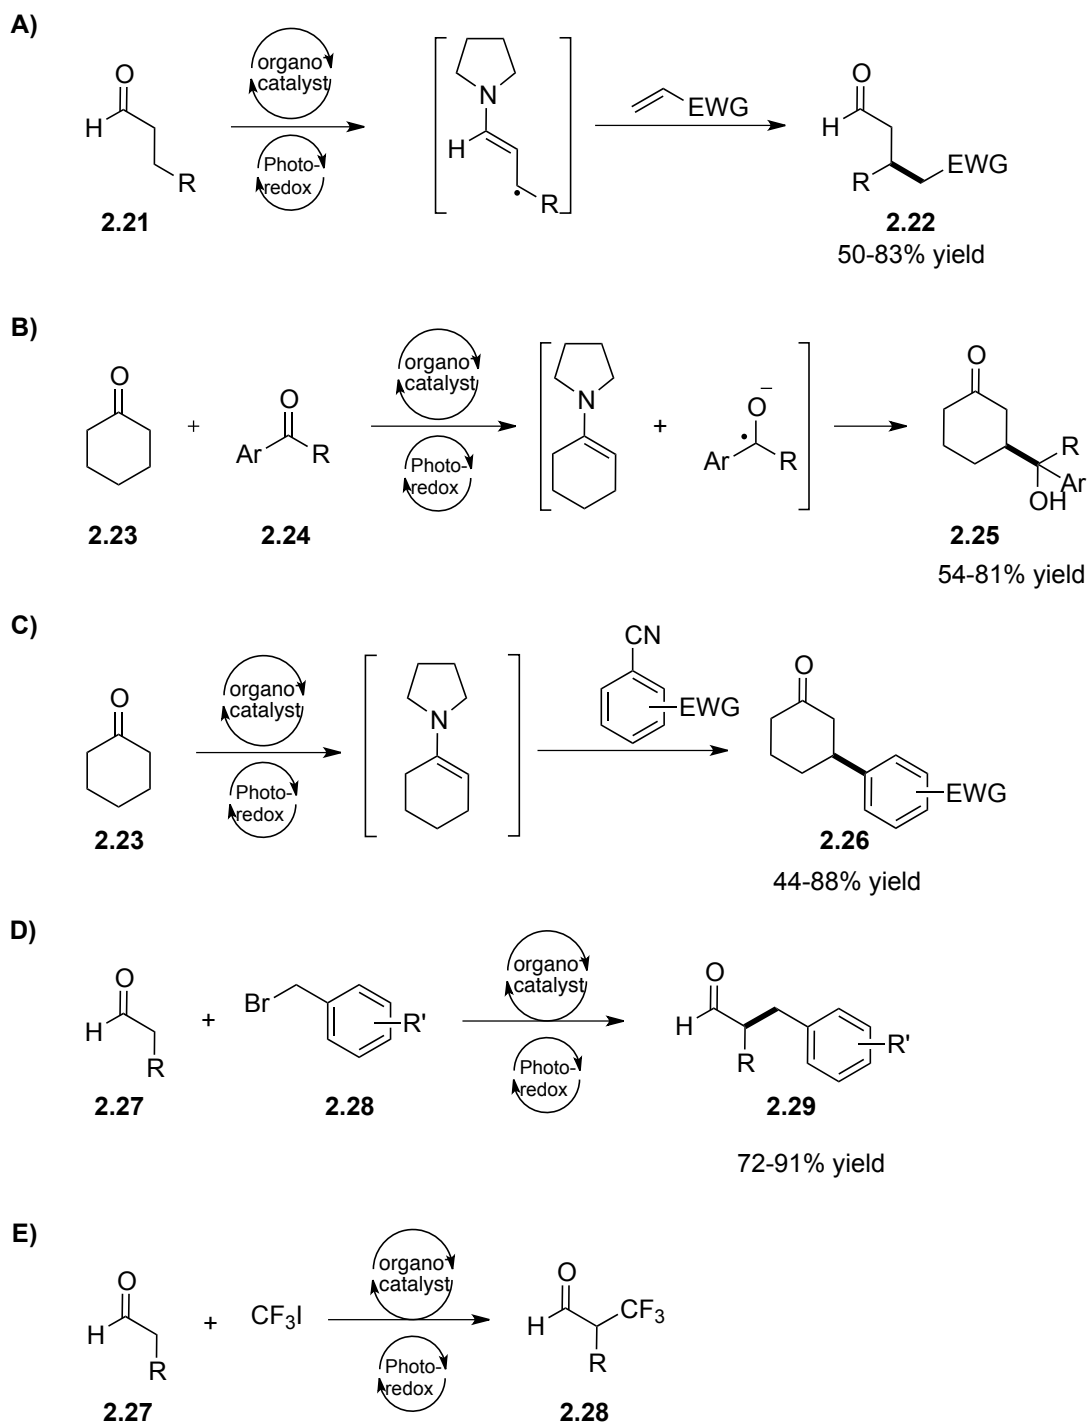 A)
O
H
R
2.21
organo
catalyst
Photo-
redox
N
H
R
EWG
O
H
R
EWG
2.22
50-83% yield
B)
O
2.23
+
O
Ar
R
2.24
organo
catalyst
Photo-
redox
N
+
O−
Ar
R
O
R
Ar
OH
2.25
54-81% yield
C)
O
2.23
organo
catalyst
Photo-
redox
N
CN
EWG
O
EWG
2.26
44-88% yield
D)
O
H
R
2.27
+
Br
R'
2.28
organo
catalyst
Photo-
redox
O
H
R
R'
2.29
72-91% yield
E)
O
H
R
2.27
+
CF3I
organo
catalyst
Photo-
redox
O
H
CF3
R
2.28